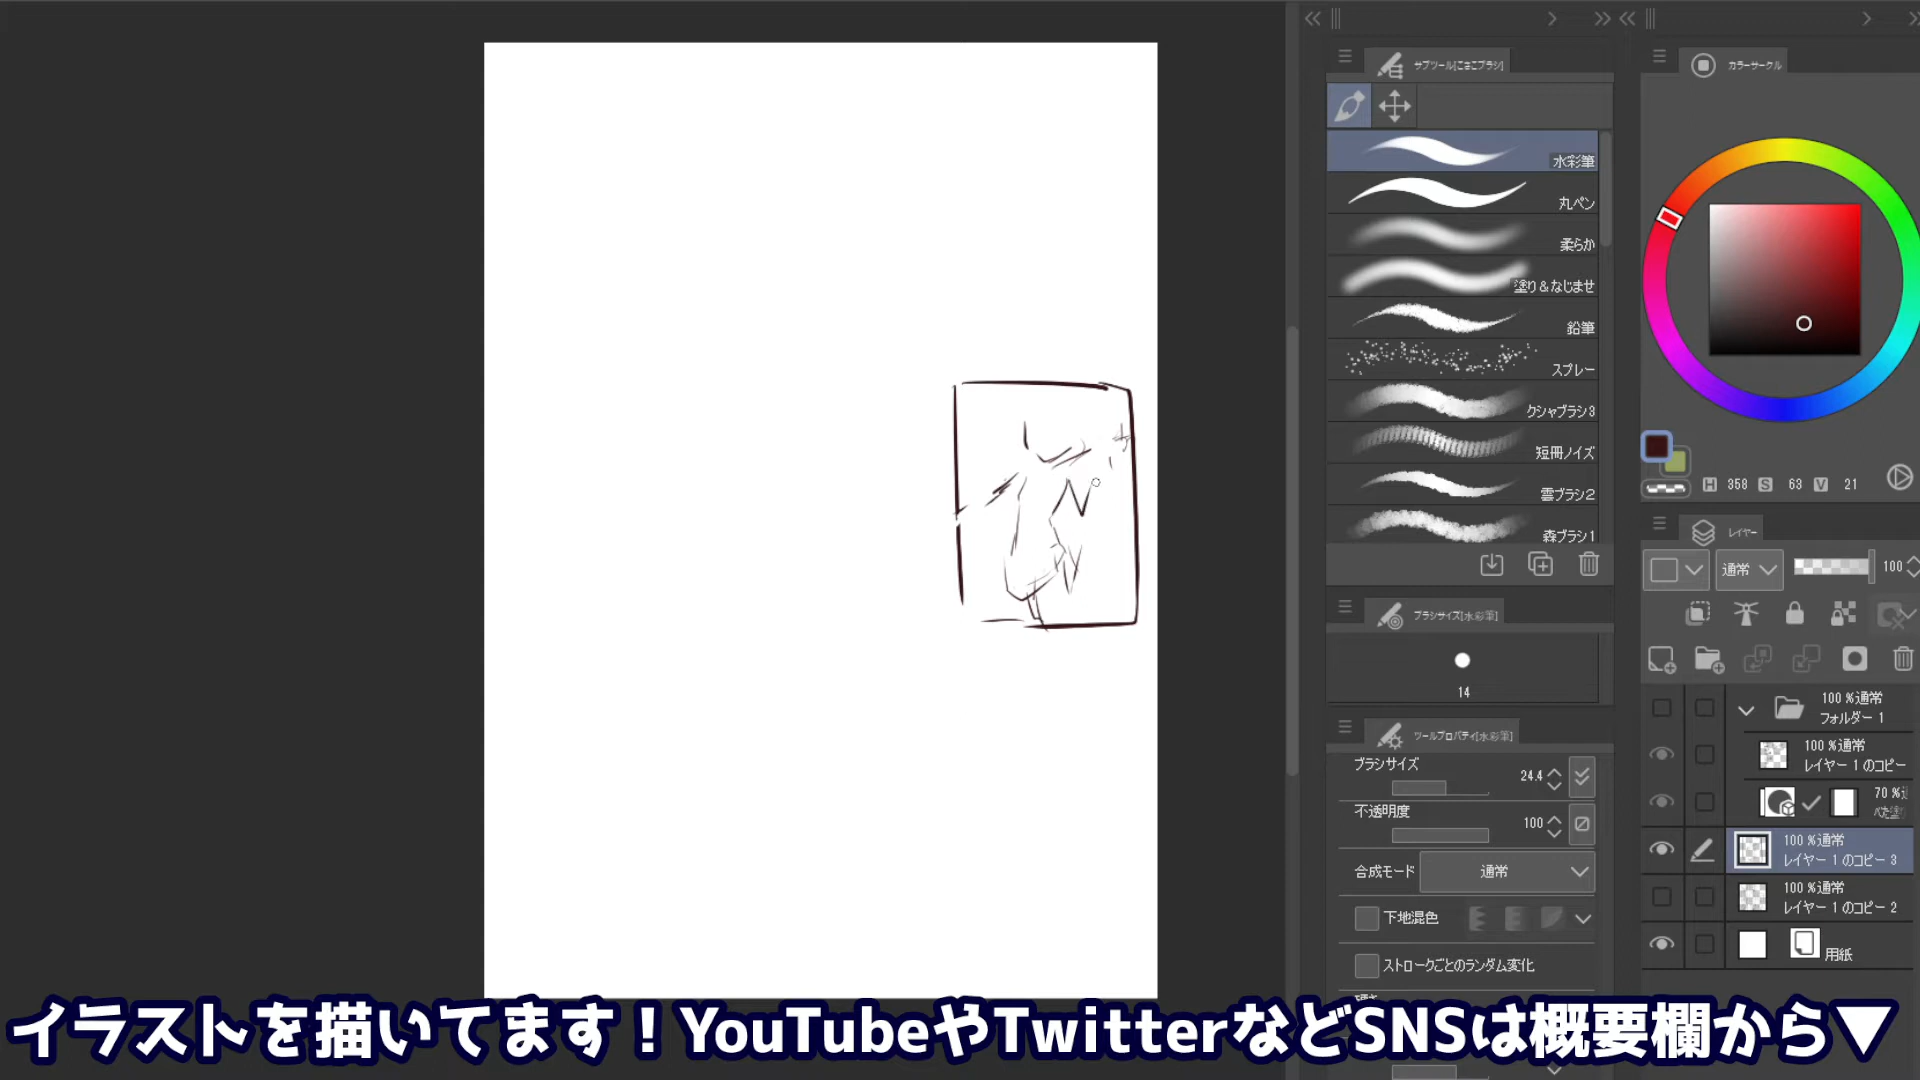 サブツール[こまこブラシ]
水彩筆
丸ペン
柔らか
塗り&なじませ
鉛筆
スプレー
クシャブラシ3
短冊ノイズ
雲ブラシ2
森ブラシ1
ブラシサイズ[水彩筆]
14
ツールプロパティ[水彩筆]
ブラシサイズ
24.4
不透明度
100
合成モード
通常
下地混色
ストロークごとのランダム変化
カラーサークル
H 358 S 63 V 21
レイヤー
通常
100
100 %通常
フォルダー 1
100 %通常
レイヤー 1 のコピー
70 %
100 %通常
レイヤー 1 のコピー 3
100 %通常
レイヤー 1 のコピー 2
用紙
イラストを描いてます！YouTubeやTwitterなどSNSは概要欄から▼